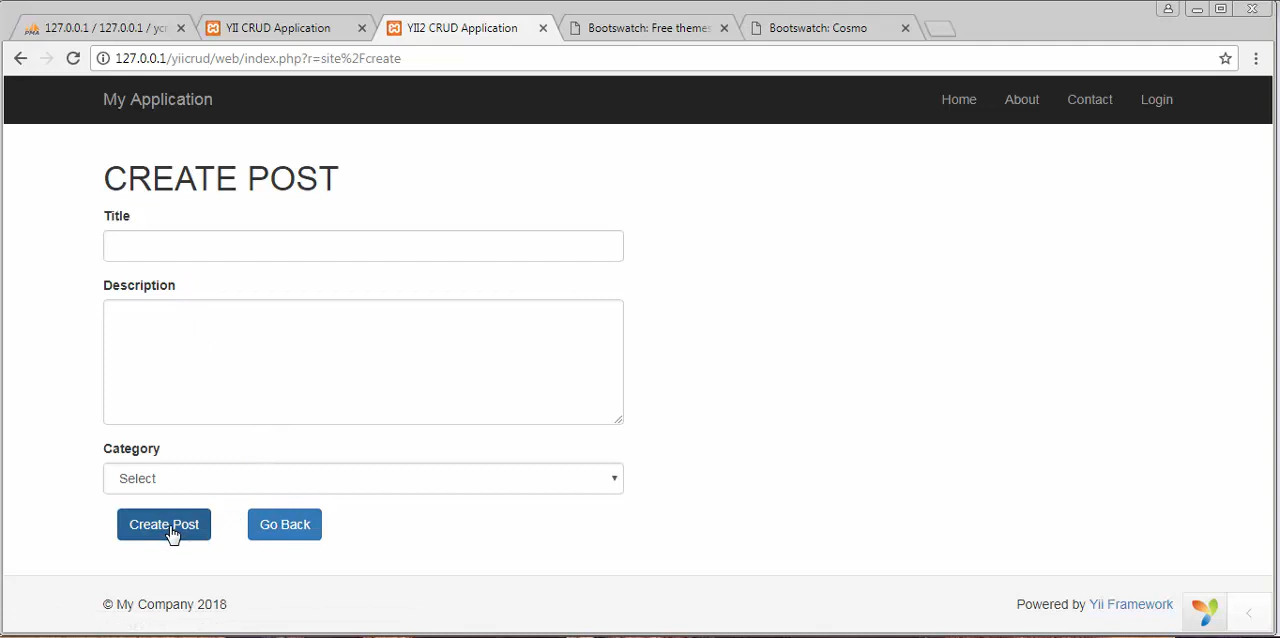 127.0.0.1 / 127.0.0.1 / yc
YII CRUD Application
YII2 CRUD Application
Bootswatch: Free themes
Bootswatch: Cosmo
127.0.0.1/yiicrud/web/index.php?r=site%2Fcreate
My Application
Home
About
Contact
Login
CREATE POST
Title
Description
Category
Select
Create Post
Go Back
© My Company 2018
Powered by Yii Framework